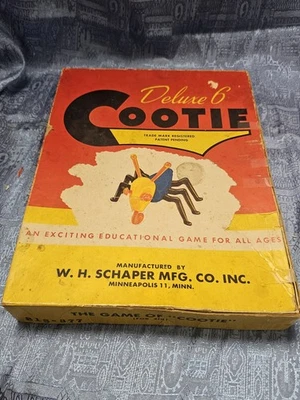 Deluxe 6
COOTIE
TRADE MARK REGISTERED
PATENT PENDING
AN EXCITING EDUCATIONAL GAME FOR ALL AGES
MANUFACTURED BY
W. H. SCHAPER MFG. CO. INC.
MINNEAPOLIS 11, MINN.
THE GAME OF "COOTIE"